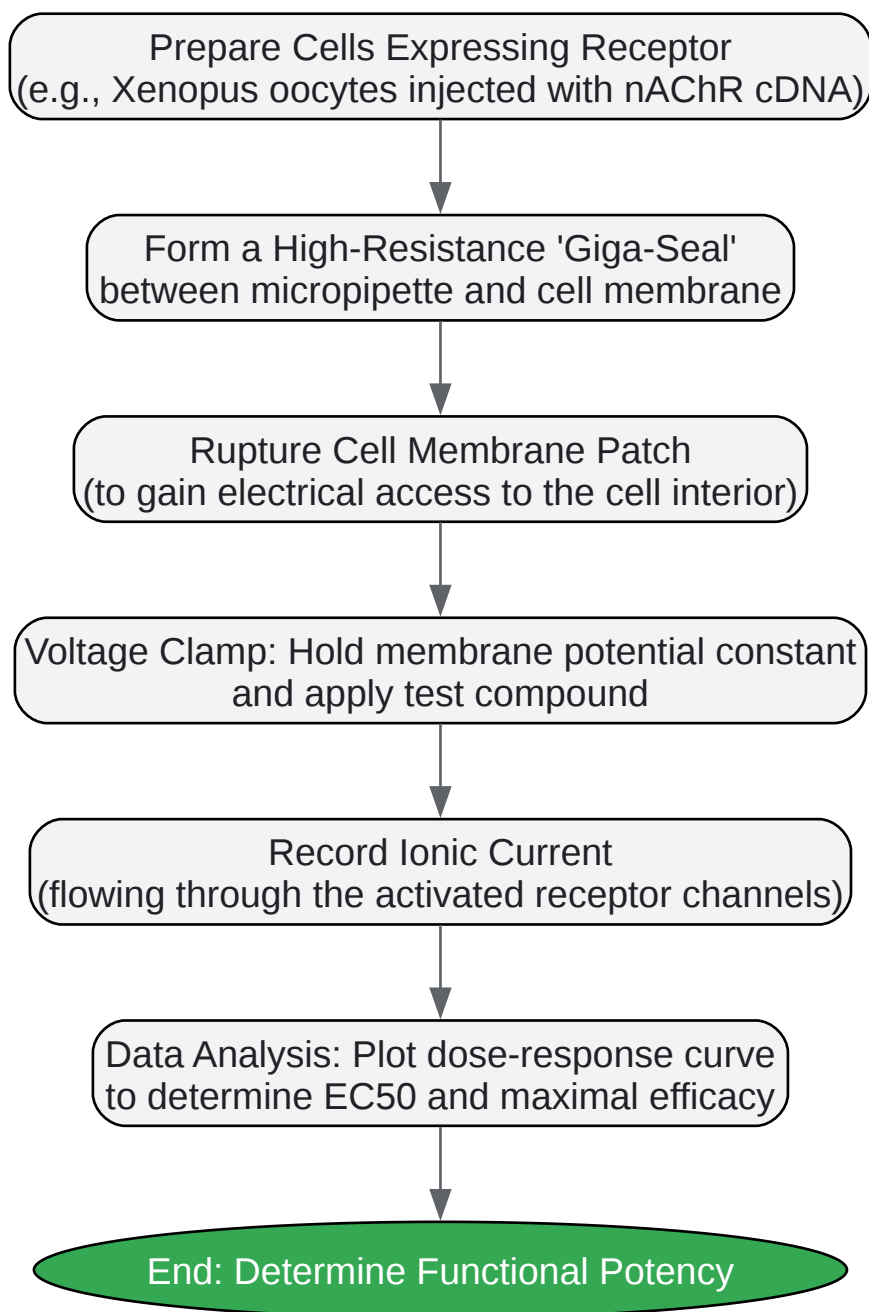 Prepare Cells Expressing Receptor
(e.g., Xenopus oocytes injected with nAChR cDNA)
Form a High-Resistance 'Giga-Seal'
between micropipette and cell membrane
Rupture Cell Membrane Patch
(to gain electrical access to the cell interior)
Voltage Clamp: Hold membrane potential constant
and apply test compound
Record Ionic Current
(flowing through the activated receptor channels)
Data Analysis: Plot dose-response curve
to determine EC50 and maximal efficacy
End: Determine Functional Potency